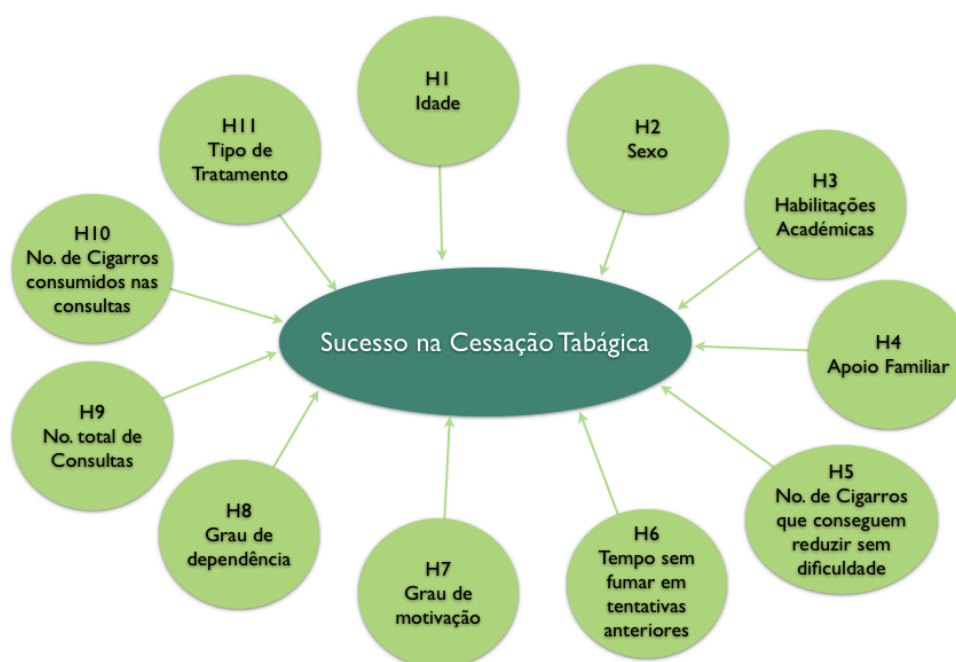 H1
Idade
H2
Sexo
H3
Habilitações
Académicas
H4
Apoio Familiar
H5
No. de Cigarros
que conseguem
reduzir sem
dificuldade
H6
Tempo sem
fumar em
tentativas
anteriores
H7
Grau de
motivação
H8
Grau de
dependência
H9
No. total de
Consultas
H10
No. de Cigarros
consumidos nas
consultas
H11
Tipo de
Tratamento
Sucesso na Cessação Tabágica